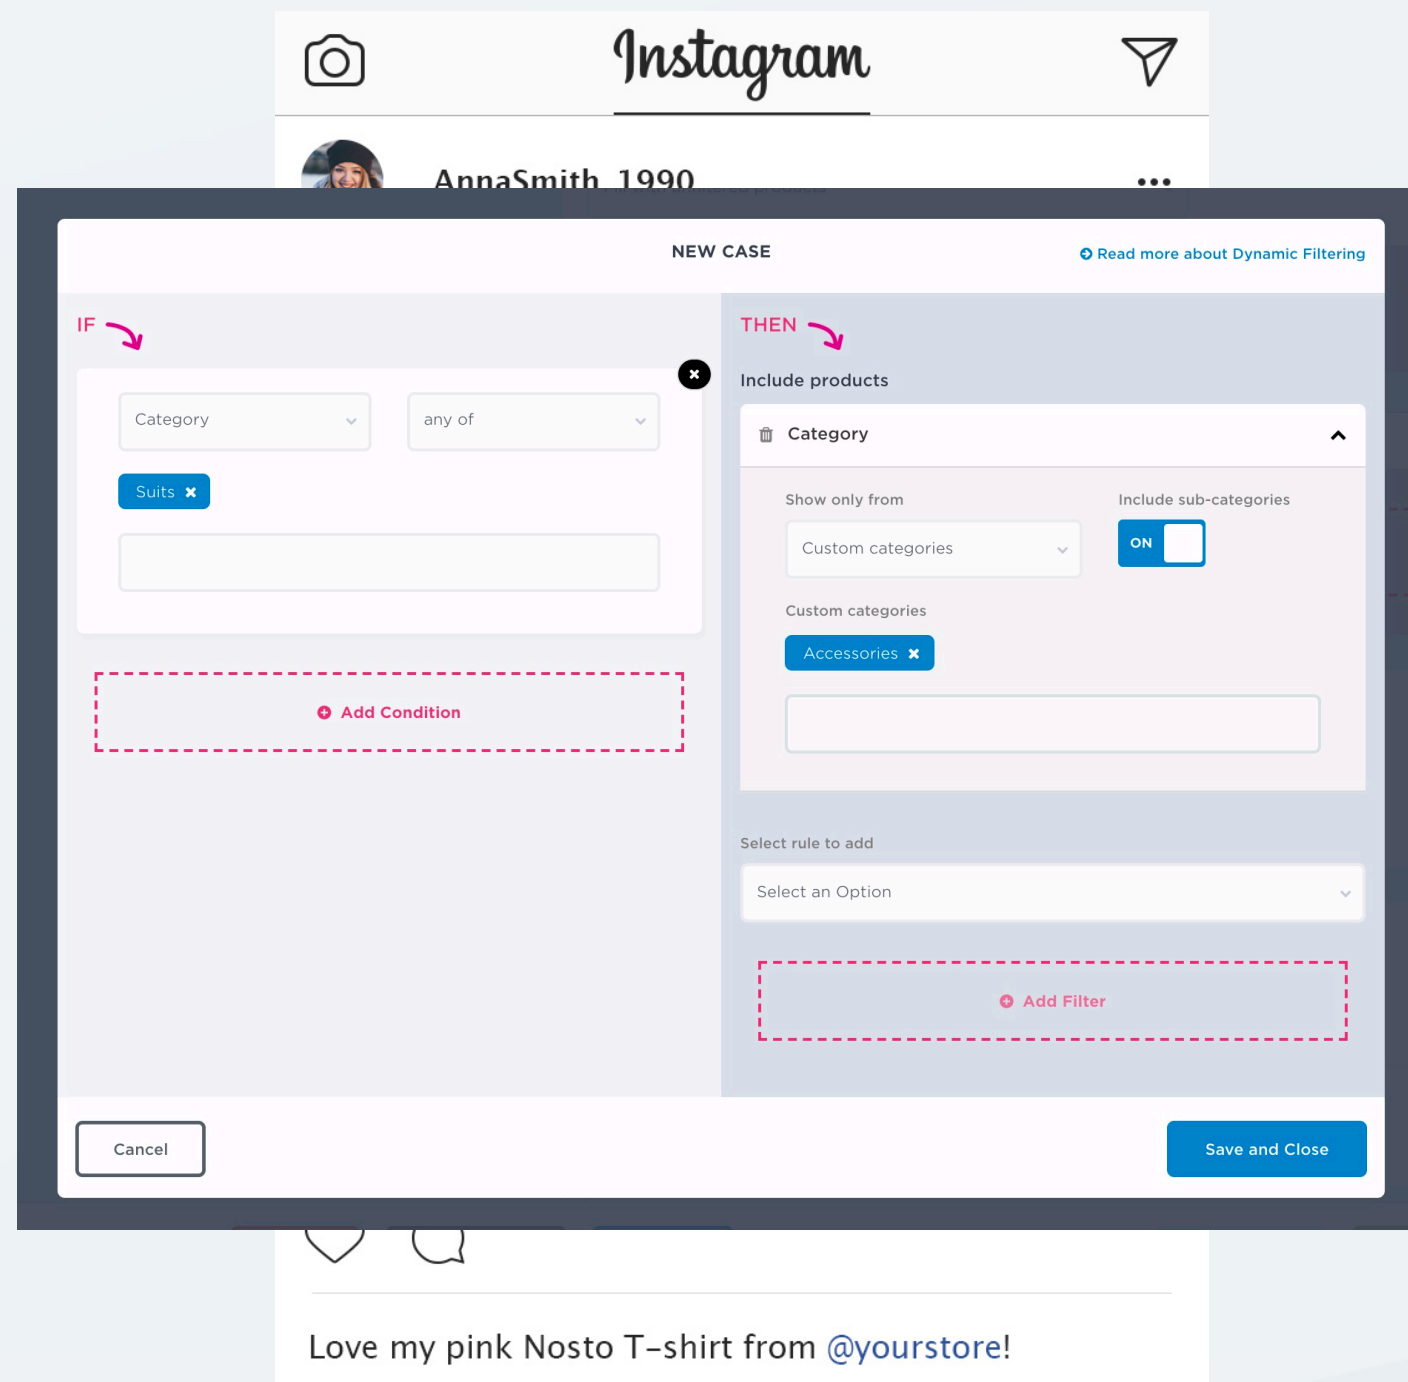 Instagram
AnnaSmith_1990
NEW CASE
Read more about Dynamic Filtering
IF
Category
any of
Suits
Add Condition
THEN
Include products
Category
Show only from
Include sub-categories
Custom categories
ON
Custom categories
Accessories
Select rule to add
Select an Option
Add Filter
Cancel
Save and Close
Love my pink Nosto T-shirt from @yourstore!